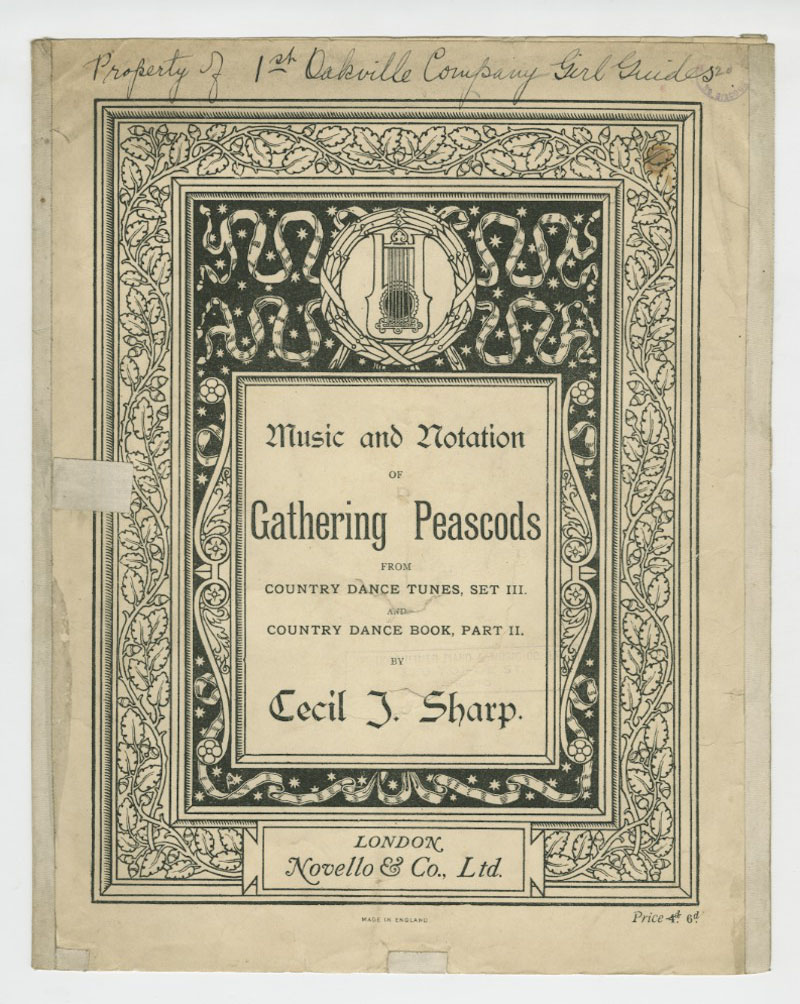 Property of 1st Oakville Company Girl Guides
Music and Notation
OF
Gathering Peascods
FROM
COUNTRY DANCE TUNES, SET III.
AND
COUNTRY DANCE BOOK, PART II.
BY
Cecil J. Sharp.
LONDON,
Novello & Co., Ltd.
MADE IN ENGLAND
Price 4d. 6d.